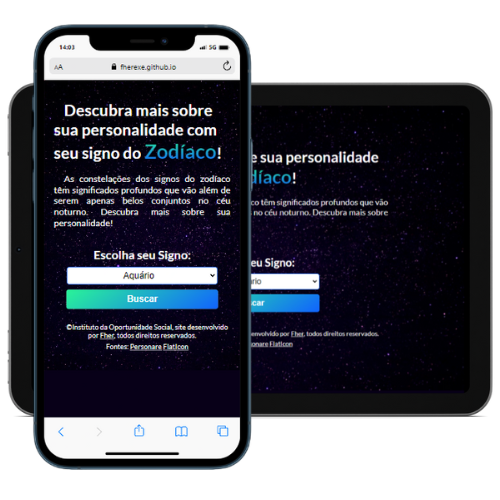 14:03
5G
AA
fherexe.github.io
Descubra mais sobre
sua personalidade com
seu signo do Zodíaco!
As constelações dos signos do zodíaco
têm significados profundos que vão além de
serem apenas belos conjuntos no céu
noturno. Descubra mais sobre sua
personalidade!
Escolha seu Signo:
Aquário
Buscar
©Instituto da Oportunidade Social, site desenvolvido
por Fher, todos direitos reservados.
Fontes: Personare FlatIcon
sua personalidade
díaco!
têm significados profundos que vão
no céu noturno. Descubra mais sobre
eu Signo:
rio
car
envolvido por Fher, todos direitos reservados.
onare FlatIcon